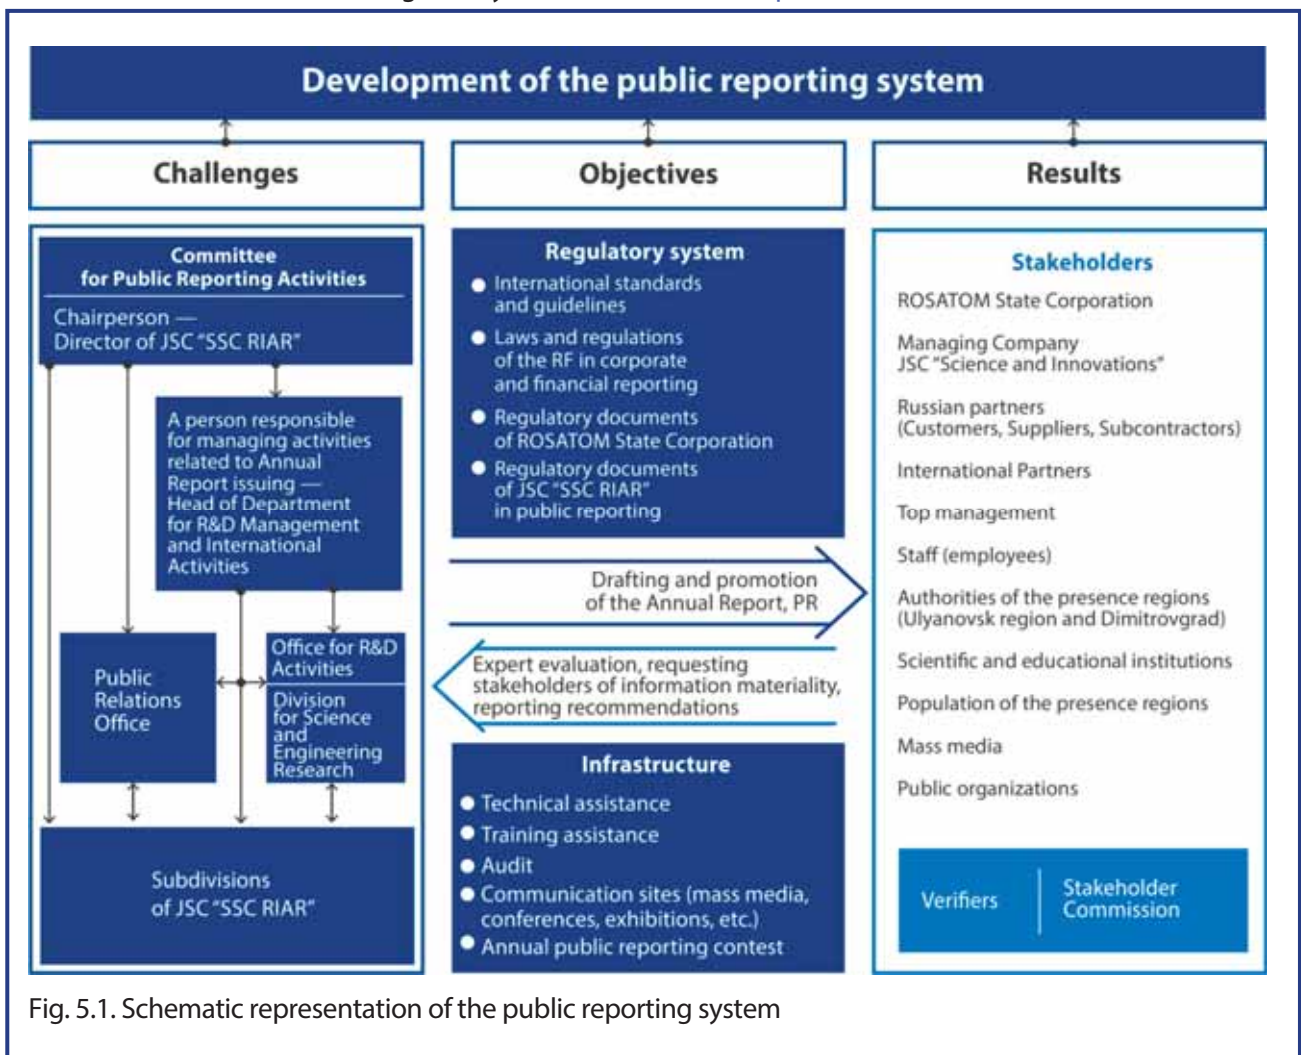 Development of the public reporting system
Challenges
Objectives
Results
Committee
for Public Reporting Activities
Chairperson —
Director of JSC "SSC RIAR"
A person responsible
for managing activities
related to Annual
Report issuing —
Head of Department
for R&D Management
and International
Activities
Public
Relations
Office
Office for R&D
Activities
Division
for Science
and
Engineering
Research
Subdivisions
of JSC "SSC RIAR"
Regulatory system
International standards
and guidelines
Laws and regulations
of the RF in corporate
and financial reporting
Regulatory documents
of ROSATOM State Corporation
Regulatory documents
of JSC "SSC RIAR"
in public reporting
Drafting and promotion
of the Annual Report, PR
Expert evaluation, requesting
stakeholders of information materiality,
reporting recommendations
Infrastructure
Technical assistance
Training assistance
Audit
Communication sites (mass media,
conferences, exhibitions, etc.)
Annual public reporting contest
Stakeholders
ROSATOM State Corporation
Managing Company
JSC "Science and Innovations"
Russian partners
(Customers, Suppliers, Subcontractors)
International Partners
Top management
Staff (employees)
Authorities of the presence regions
(Ulyanovsk region and Dimitrovgrad)
Scientific and educational institutions
Population of the presence regions
Mass media
Public organizations
Verifiers
Stakeholder
Commission
Fig. 5.1. Schematic representation of the public reporting system